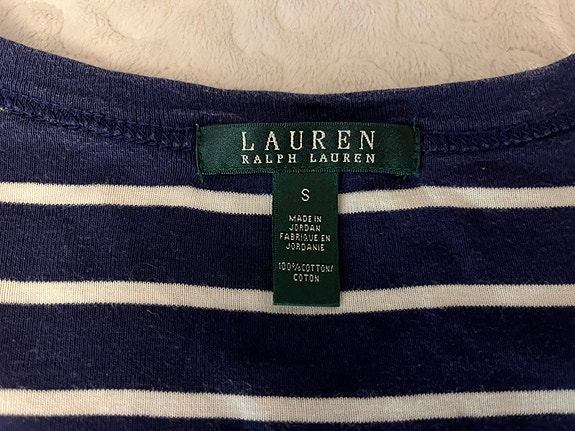 LAUREN
RALPH LAUREN
S
MADE IN
JORDAN
FABRIQUE EN
JORDANIE
100%COTTON/
COTON